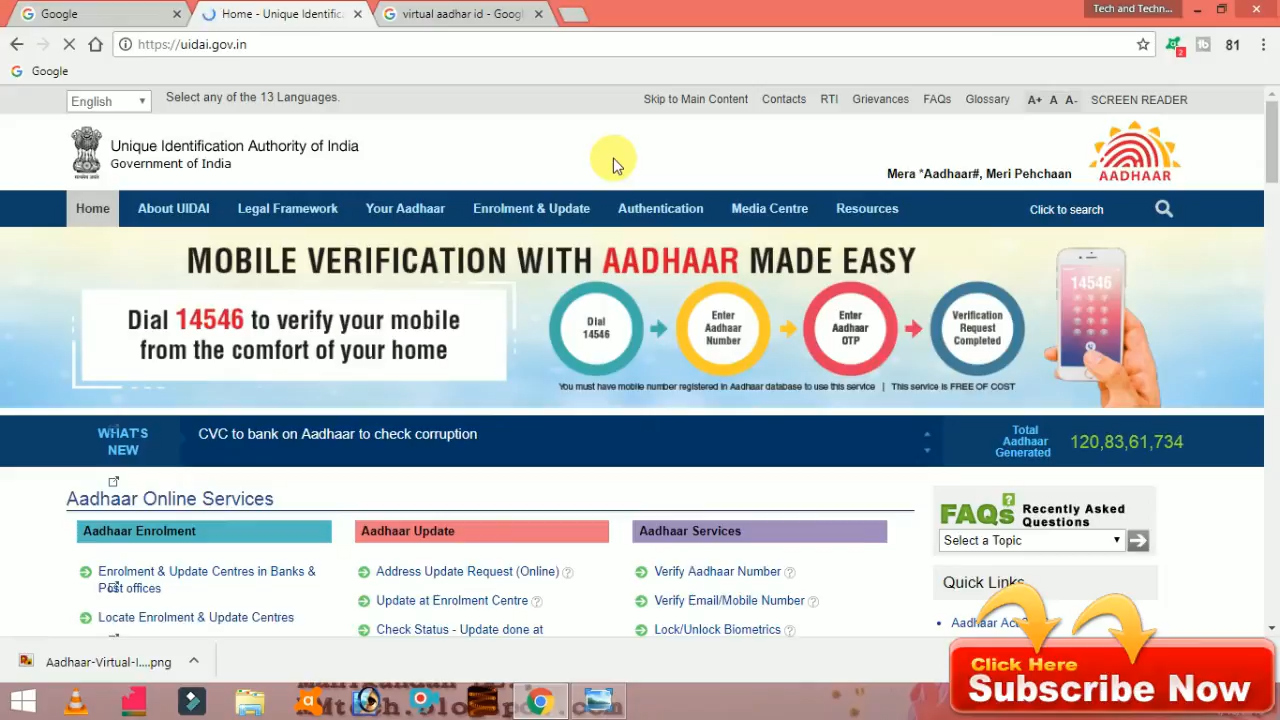 Google
Home - Unique Identific
virtual aadhar id - Goog
Tech and Techn...
https://uidai.gov.in
2
81
Google
English
Select any of the 13 Languages.
Skip to Main Content
Contacts
RTI
Grievances
FAQs
Glossary
A+ A A-
SCREEN READER
Unique Identification Authority of India
Government of India
Mera *Aadhaar#, Meri Pehchaan
AADHAAR
Home
About UIDAI
Legal Framework
Your Aadhaar
Enrolment & Update
Authentication
Media Centre
Resources
Click to search
MOBILE VERIFICATION WITH AADHAAR MADE EASY
Dial 14546 to verify your mobile
from the comfort of your home
Dial
14546
Enter
Aadhaar
Number
Enter
Aadhaar
OTP
Verification
Request
Completed
14546
You must have mobile number registered in Aadhaar database to use this service | This service is FREE OF COST
WHAT'S
NEW
CVC to bank on Aadhaar to check corruption
Total
Aadhaar
Generated
120,83,61,734
Aadhaar Online Services
Aadhaar Enrolment
Aadhaar Update
Aadhaar Services
Enrolment & Update Centres in Banks &
Post offices
Locate Enrolment & Update Centres
Address Update Request (Online)
Update at Enrolment Centre
Check Status - Update done at
Verify Aadhaar Number
Verify Email/Mobile Number
Lock/Unlock Biometrics
FAQs
Recently Asked
Questions
Select a Topic
Quick Links
Aadhaar Act
Click Here
Subscribe Now
Aadhaar-Virtual-I....png